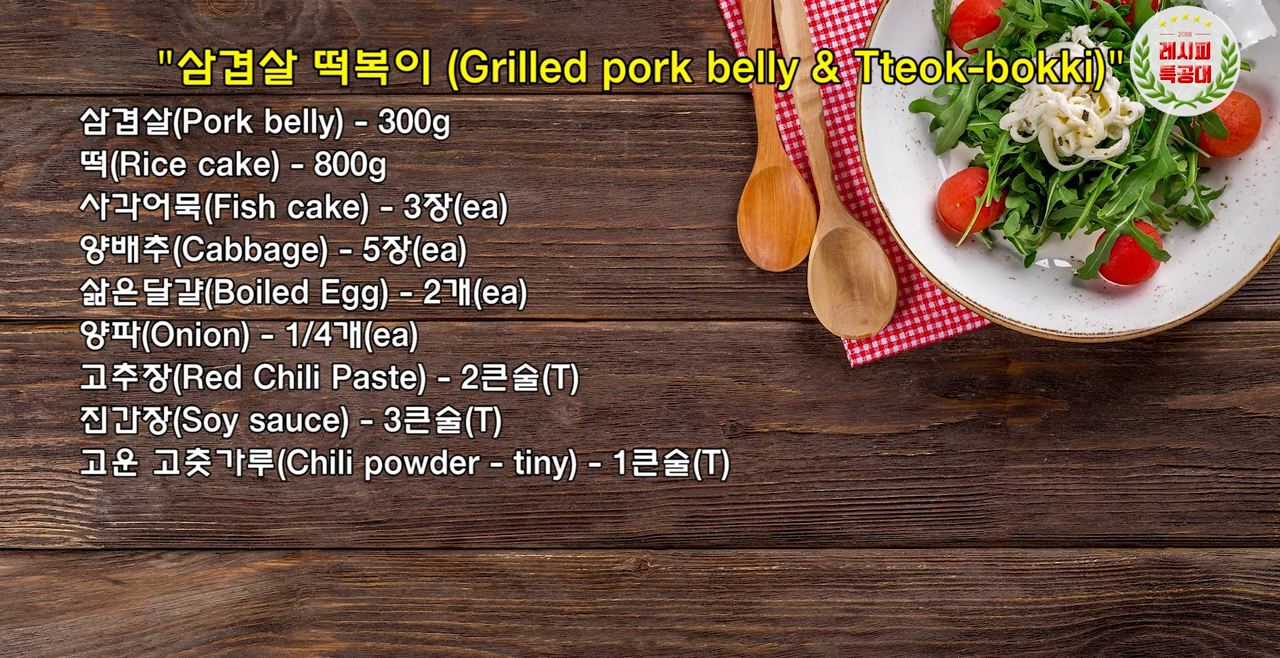 "삼겹살 떡복이 (Grilled pork belly & Tteok-bokki)"
2018
레시피
특공대
삼겹살(Pork belly) - 300g
떡(Rice cake) - 800g
사각어묵(Fish cake) - 3장(ea)
양배추(Cabbage) - 5장(ea)
삶은달걀(Boiled Egg) - 2개(ea)
양파(Onion) - 1/4개(ea)
고추장(Red Chili Paste) - 2큰술(T)
진간장(Soy sauce) - 3큰술(T)
고운 고춧가루(Chili powder - tiny) - 1큰술(T)